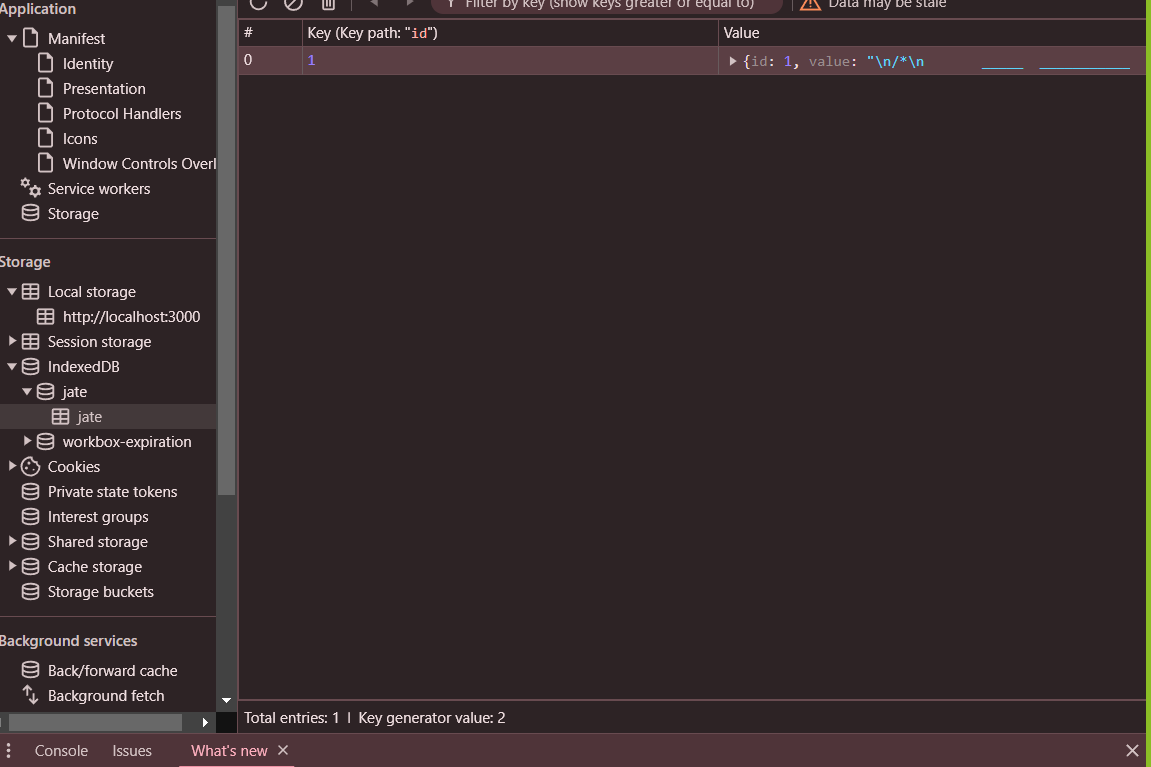 Application
Filter by key (show keys greater or equal to)
Data may be stale
Manifest
Identity
Presentation
Protocol Handlers
Icons
Window Controls Overl
Service workers
Storage
Storage
Local storage
http://localhost:3000
Session storage
IndexedDB
jate
jate
workbox-expiration
Cookies
Private state tokens
Interest groups
Shared storage
Cache storage
Storage buckets
Background services
Back/forward cache
Background fetch
# Key (Key path: "id") Value
0 1 {id: 1, value: "\n/*\n _____ ___________
Total entries: 1 | Key generator value: 2
Console Issues What's new